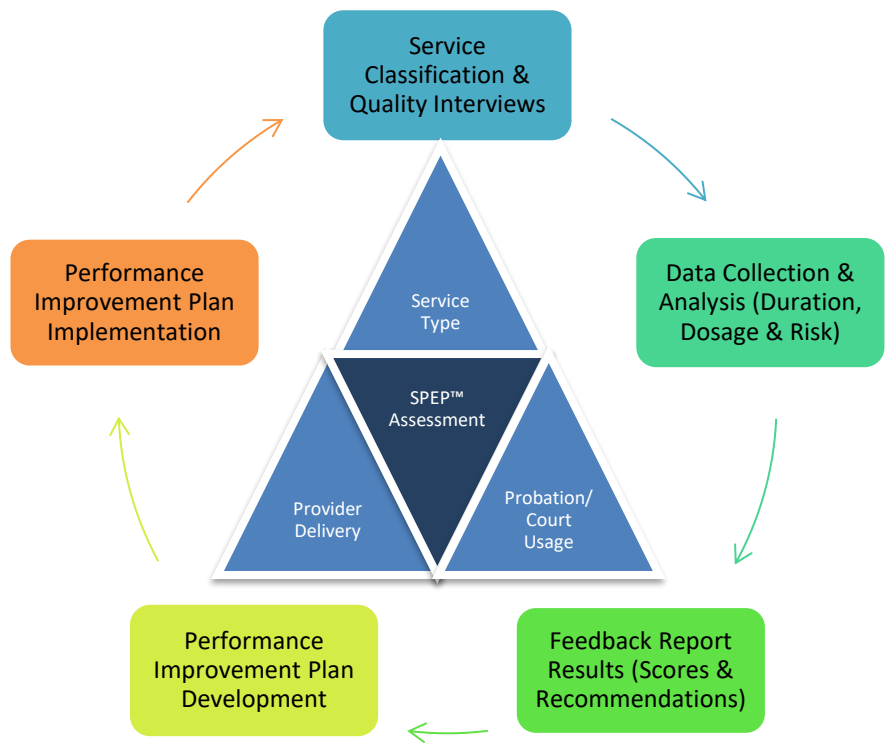 Service
Classification &
Quality Interviews
Performance
Improvement Plan
Implementation
Data Collection &
Analysis (Duration,
Dosage & Risk)
Service
Type
SPEP™
Assessment
Provider
Delivery
Probation/
Court
Usage
Performance
Improvement Plan
Development
Feedback Report
Results (Scores &
Recommendations)